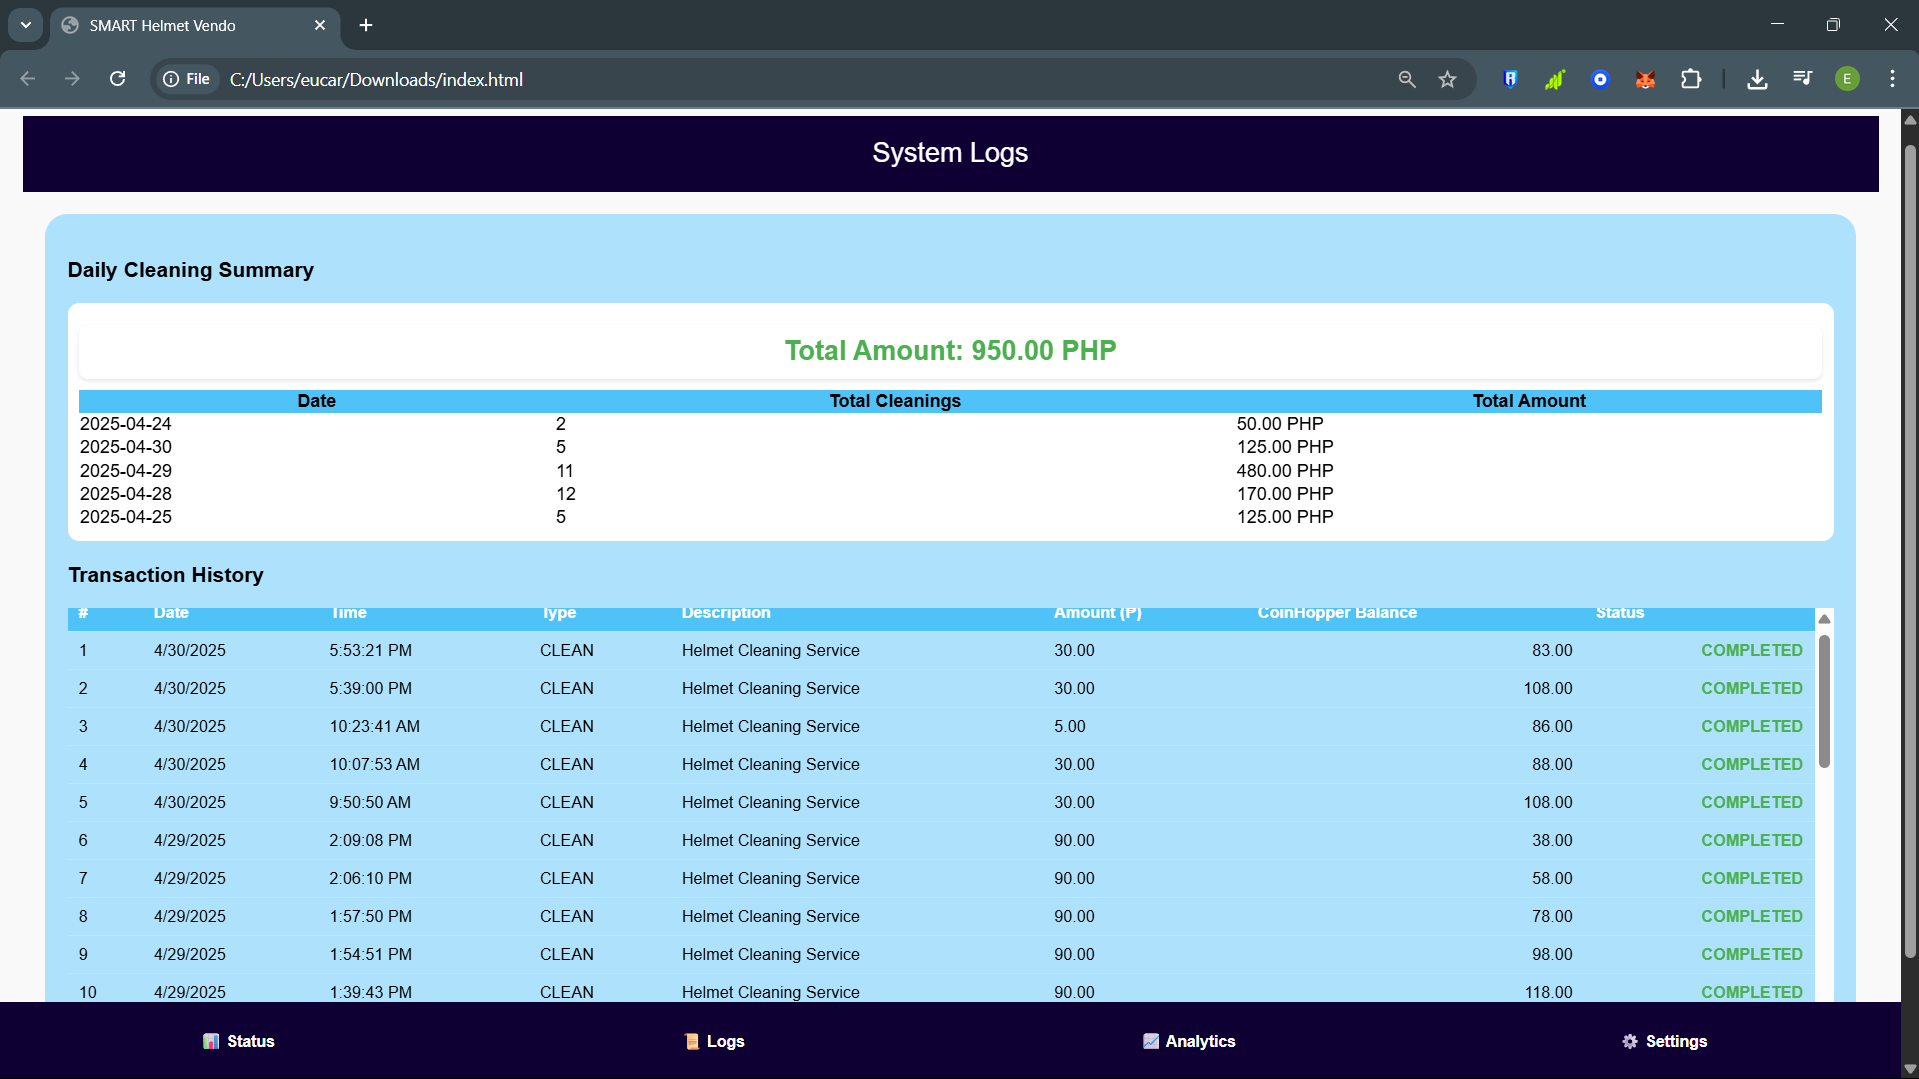 SMART Helmet Vendo
File C:/Users/eucar/Downloads/index.html E
System Logs
Daily Cleaning Summary
Total Amount: 950.00 PHP
Date Total Cleanings Total Amount
2025-04-24 2 50.00 PHP
2025-04-30 5 125.00 PHP
2025-04-29 11 480.00 PHP
2025-04-28 12 170.00 PHP
2025-04-25 5 125.00 PHP
Transaction History
# Date Time Type Description Amount (₱) CoinHopper Balance Status
1 4/30/2025 5:53:21 PM CLEAN Helmet Cleaning Service 30.00 83.00 COMPLETED
2 4/30/2025 5:39:00 PM CLEAN Helmet Cleaning Service 30.00 108.00 COMPLETED
3 4/30/2025 10:23:41 AM CLEAN Helmet Cleaning Service 5.00 86.00 COMPLETED
4 4/30/2025 10:07:53 AM CLEAN Helmet Cleaning Service 30.00 88.00 COMPLETED
5 4/30/2025 9:50:50 AM CLEAN Helmet Cleaning Service 30.00 108.00 COMPLETED
6 4/29/2025 2:09:08 PM CLEAN Helmet Cleaning Service 90.00 38.00 COMPLETED
7 4/29/2025 2:06:10 PM CLEAN Helmet Cleaning Service 90.00 58.00 COMPLETED
8 4/29/2025 1:57:50 PM CLEAN Helmet Cleaning Service 90.00 78.00 COMPLETED
9 4/29/2025 1:54:51 PM CLEAN Helmet Cleaning Service 90.00 98.00 COMPLETED
10 4/29/2025 1:39:43 PM CLEAN Helmet Cleaning Service 90.00 118.00 COMPLETED
Status Logs Analytics Settings